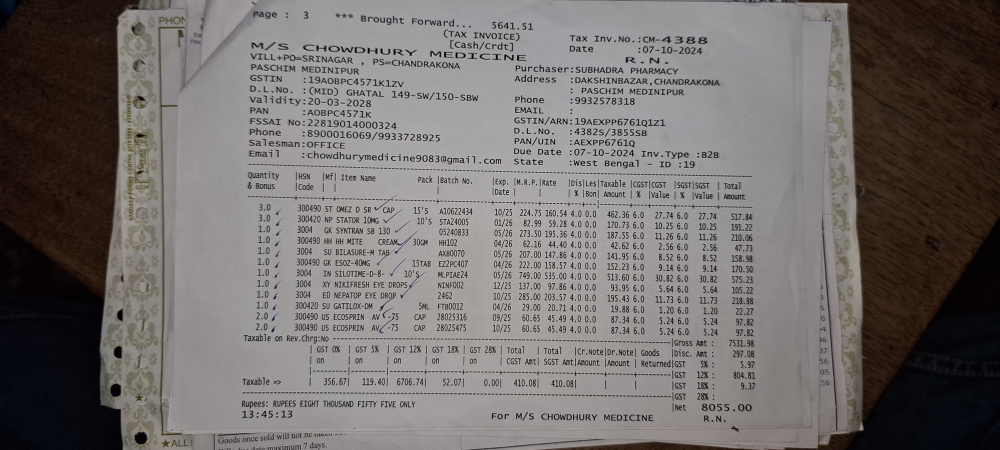 Page : 3 *** Brought Forward... 5641.51
(TAX INVOICE)
[Cash/Crdt]
Tax Inv.No.:CM-4388
Date :07-10-2024
R.N.
M/S CHOWDHURY MEDICINE
VILL+PO=SRINAGAR , PS=CHANDRAKONA
PASCHIM MEDINIPUR
GSTIN :19AOBPC4571K1ZV
D.L.No. :(MID) GHATAL 149-SW/150-SBW
Validity:20-03-2028
PAN :AOBPC4571K
FSSAI No:22819014000324
Phone :8900016069/9933728925
Salesman:OFFICE
Email :chowdhurymedicine9083@gmail.com
Purchaser:SUBHADRA PHARMACY
Address :DAKSHINBAZAR,CHANDRAKONA
: PASCHIM MEDINIPUR
Phone :9932578318
EMAIL :
GSTIN/ARN:19AEXPP6761Q1Z1
D.L.No. :4382S/3855SB
PAN/UIN :AEXPP6761Q
Due Date :07-10-2024 Inv.Type :B2B
State :West Bengal - ID :19
Quantity & Bonus |HSN Code |Mf| Item Name Pack |Batch No. |Exp. Date |M.R.P.|Rate |Dis % |Les Bon |Taxable Amount |CGST % |CGST Value |SGST % |SGST Value |Total Amount
3.0 300490 ST OMEZ D SR CAP 15'S A10622434 10/25 224.75 160.54 4.0 0.0 462.36 6.0 27.74 6.0 27.74 517.84
3.0 300420 NP STATOR 10MG 10'S STA24005 01/26 82.99 59.28 4.0 0.0 170.73 6.0 10.25 6.0 10.25 191.22
1.0 3004 GK SYNTRAN SB 130 05240833 05/26 273.50 195.36 4.0 0.0 187.55 6.0 11.26 6.0 11.26 210.06
1.0 300490 HH HH MITE CREAM 30GM HH102 04/26 62.16 44.40 4.0 0.0 42.62 6.0 2.56 6.0 2.56 47.73
1.0 3004 SU BILASURE-M TAB AXB0070 05/26 207.00 147.86 4.0 0.0 141.95 6.0 8.52 6.0 8.52 158.98
1.0 300490 GK ESOZ-40MG 15TAB EZ2PC407 04/26 222.00 158.57 4.0 0.0 152.23 6.0 9.14 6.0 9.14 170.50
1.0 3004 IN SILOTIME-D-8- 10'S MLPIAE24 05/26 749.00 535.00 4.0 0.0 513.60 6.0 30.82 6.0 30.82 575.23
1.0 3004 XY NIKIFRESH EYE DROPS NINF002 12/25 137.00 97.86 4.0 0.0 93.95 6.0 5.64 6.0 5.64 105.22
1.0 3004 EO NEPATOP EYE DROP 2462 10/25 285.00 203.57 4.0 0.0 195.43 6.0 11.73 6.0 11.73 218.88
1.0 300420 SU GATILOX-DM 5ML FTB0012 04/26 29.00 20.71 4.0 0.0 19.88 6.0 1.20 6.0 1.20 22.27
2.0 300490 US ECOSPRIN AV -75 CAP 28025316 09/25 60.65 45.49 4.0 0.0 87.34 6.0 5.24 6.0 5.24 97.82
2.0 300490 US ECOSPRIN AV -75 CAP 28025475 10/25 60.65 45.49 4.0 0.0 87.34 6.0 5.24 6.0 5.24 97.82
Taxable on Rev.Chrg:No
| GST 0% on | GST 5% on | GST 12% on | GST 18% on | GST 28% on | Total CGST Amt| Total SGST Amt|Cr.Note Amount |Dr.Note Amount | Goods Returned
Taxable => | 356.67| 119.40| 6706.74| 52.07| 0.00| 410.08| 410.08|
Gross Amt : 7531.98
Disc. Amt : 297.08
GST 5% : 5.97
GST 12% : 804.81
GST 18% : 9.37
GST 28% :
Net 8055.00
Rupees: RUPEES EIGHT THOUSAND FIFTY FIVE ONLY
13:45:13
For M/S CHOWDHURY MEDICINE
R.N.
★ALL
Goods once sold will not be
date maximum 7 days.
PHON